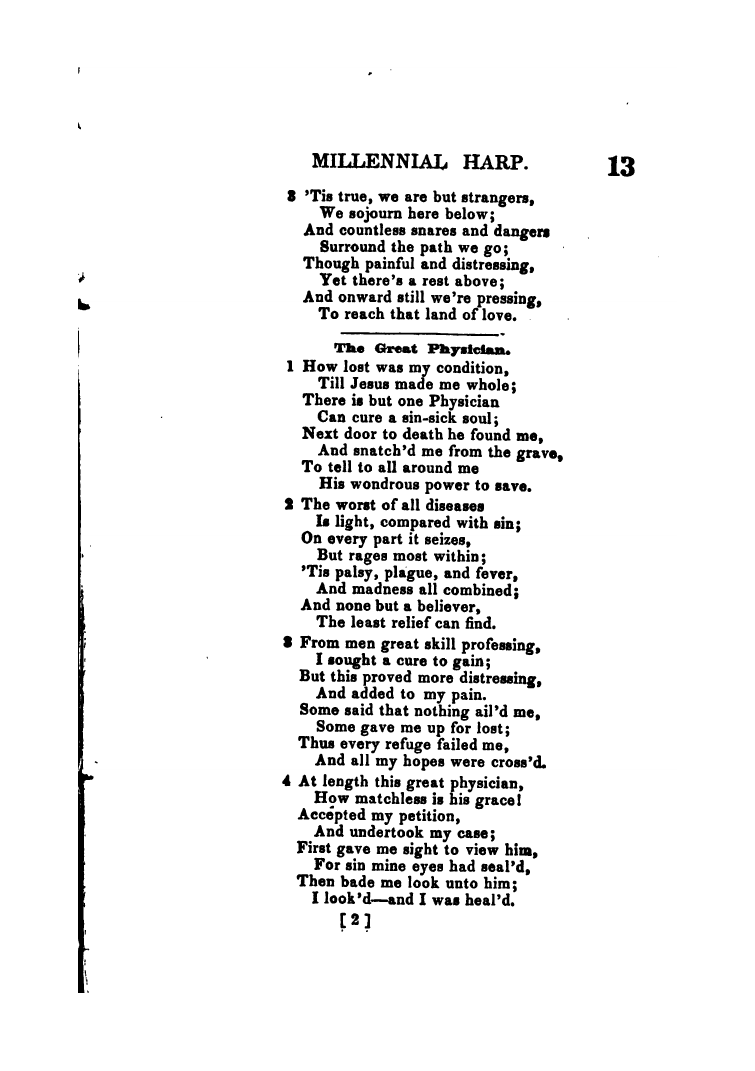 MILLENNIAL HARP. 13
3 'Tis true, we are but strangers,
We sojourn here below;
And countless snares and dangers
Surround the path we go;
Though painful and distressing,
Yet there's a rest above;
And onward still we're pressing,
To reach that land of love.
The Great Physician.
1 How lost was my condition,
Till Jesus made me whole;
There is but one Physician
Can cure a sin-sick soul;
Next door to death he found me,
And snatch'd me from the grave,
To tell to all around me
His wondrous power to save.
2 The worst of all diseases
Is light, compared with sin;
On every part it seizes,
But rages most within;
'Tis palsy, plague, and fever,
And madness all combined;
And none but a believer,
The least relief can find.
3 From men great skill professing,
I sought a cure to gain;
But this proved more distressing,
And added to my pain.
Some said that nothing ail'd me,
Some gave me up for lost;
Thus every refuge failed me,
And all my hopes were cross'd.
4 At length this great physician,
How matchless is his grace!
Accepted my petition,
And undertook my case;
First gave me sight to view him,
For sin mine eyes had seal'd,
Then bade me look unto him;
I look'd—and I was heal'd.
[2]